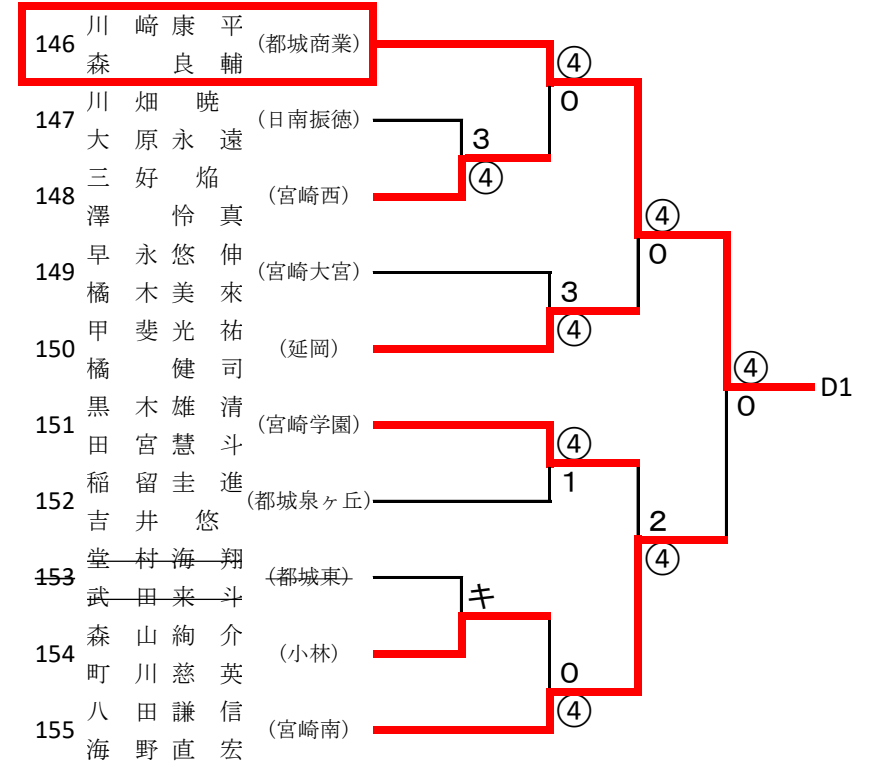 川﨑康平
146 (都城商業)
森良輔
④
0
川畑暁
147 (日南振徳)
大原永遠
3
④
三好焔
148 (宮崎西)
澤怜真
④
0
早永悠伸
149 (宮崎大宮)
橘木美來
3
④
甲斐光祐
150 (延岡)
橘健司
④
0
D1
黒木雄清
151 (宮崎学園)
田宮慧斗
④
1
稲留圭進
152 (都城泉ヶ丘)
吉井悠
2
④
堂村海翔
153 (都城東)
武田来斗
キ
森山絢介
154 (小林)
町川慈英
0
④
八田謙信
155 (宮崎南)
海野直宏